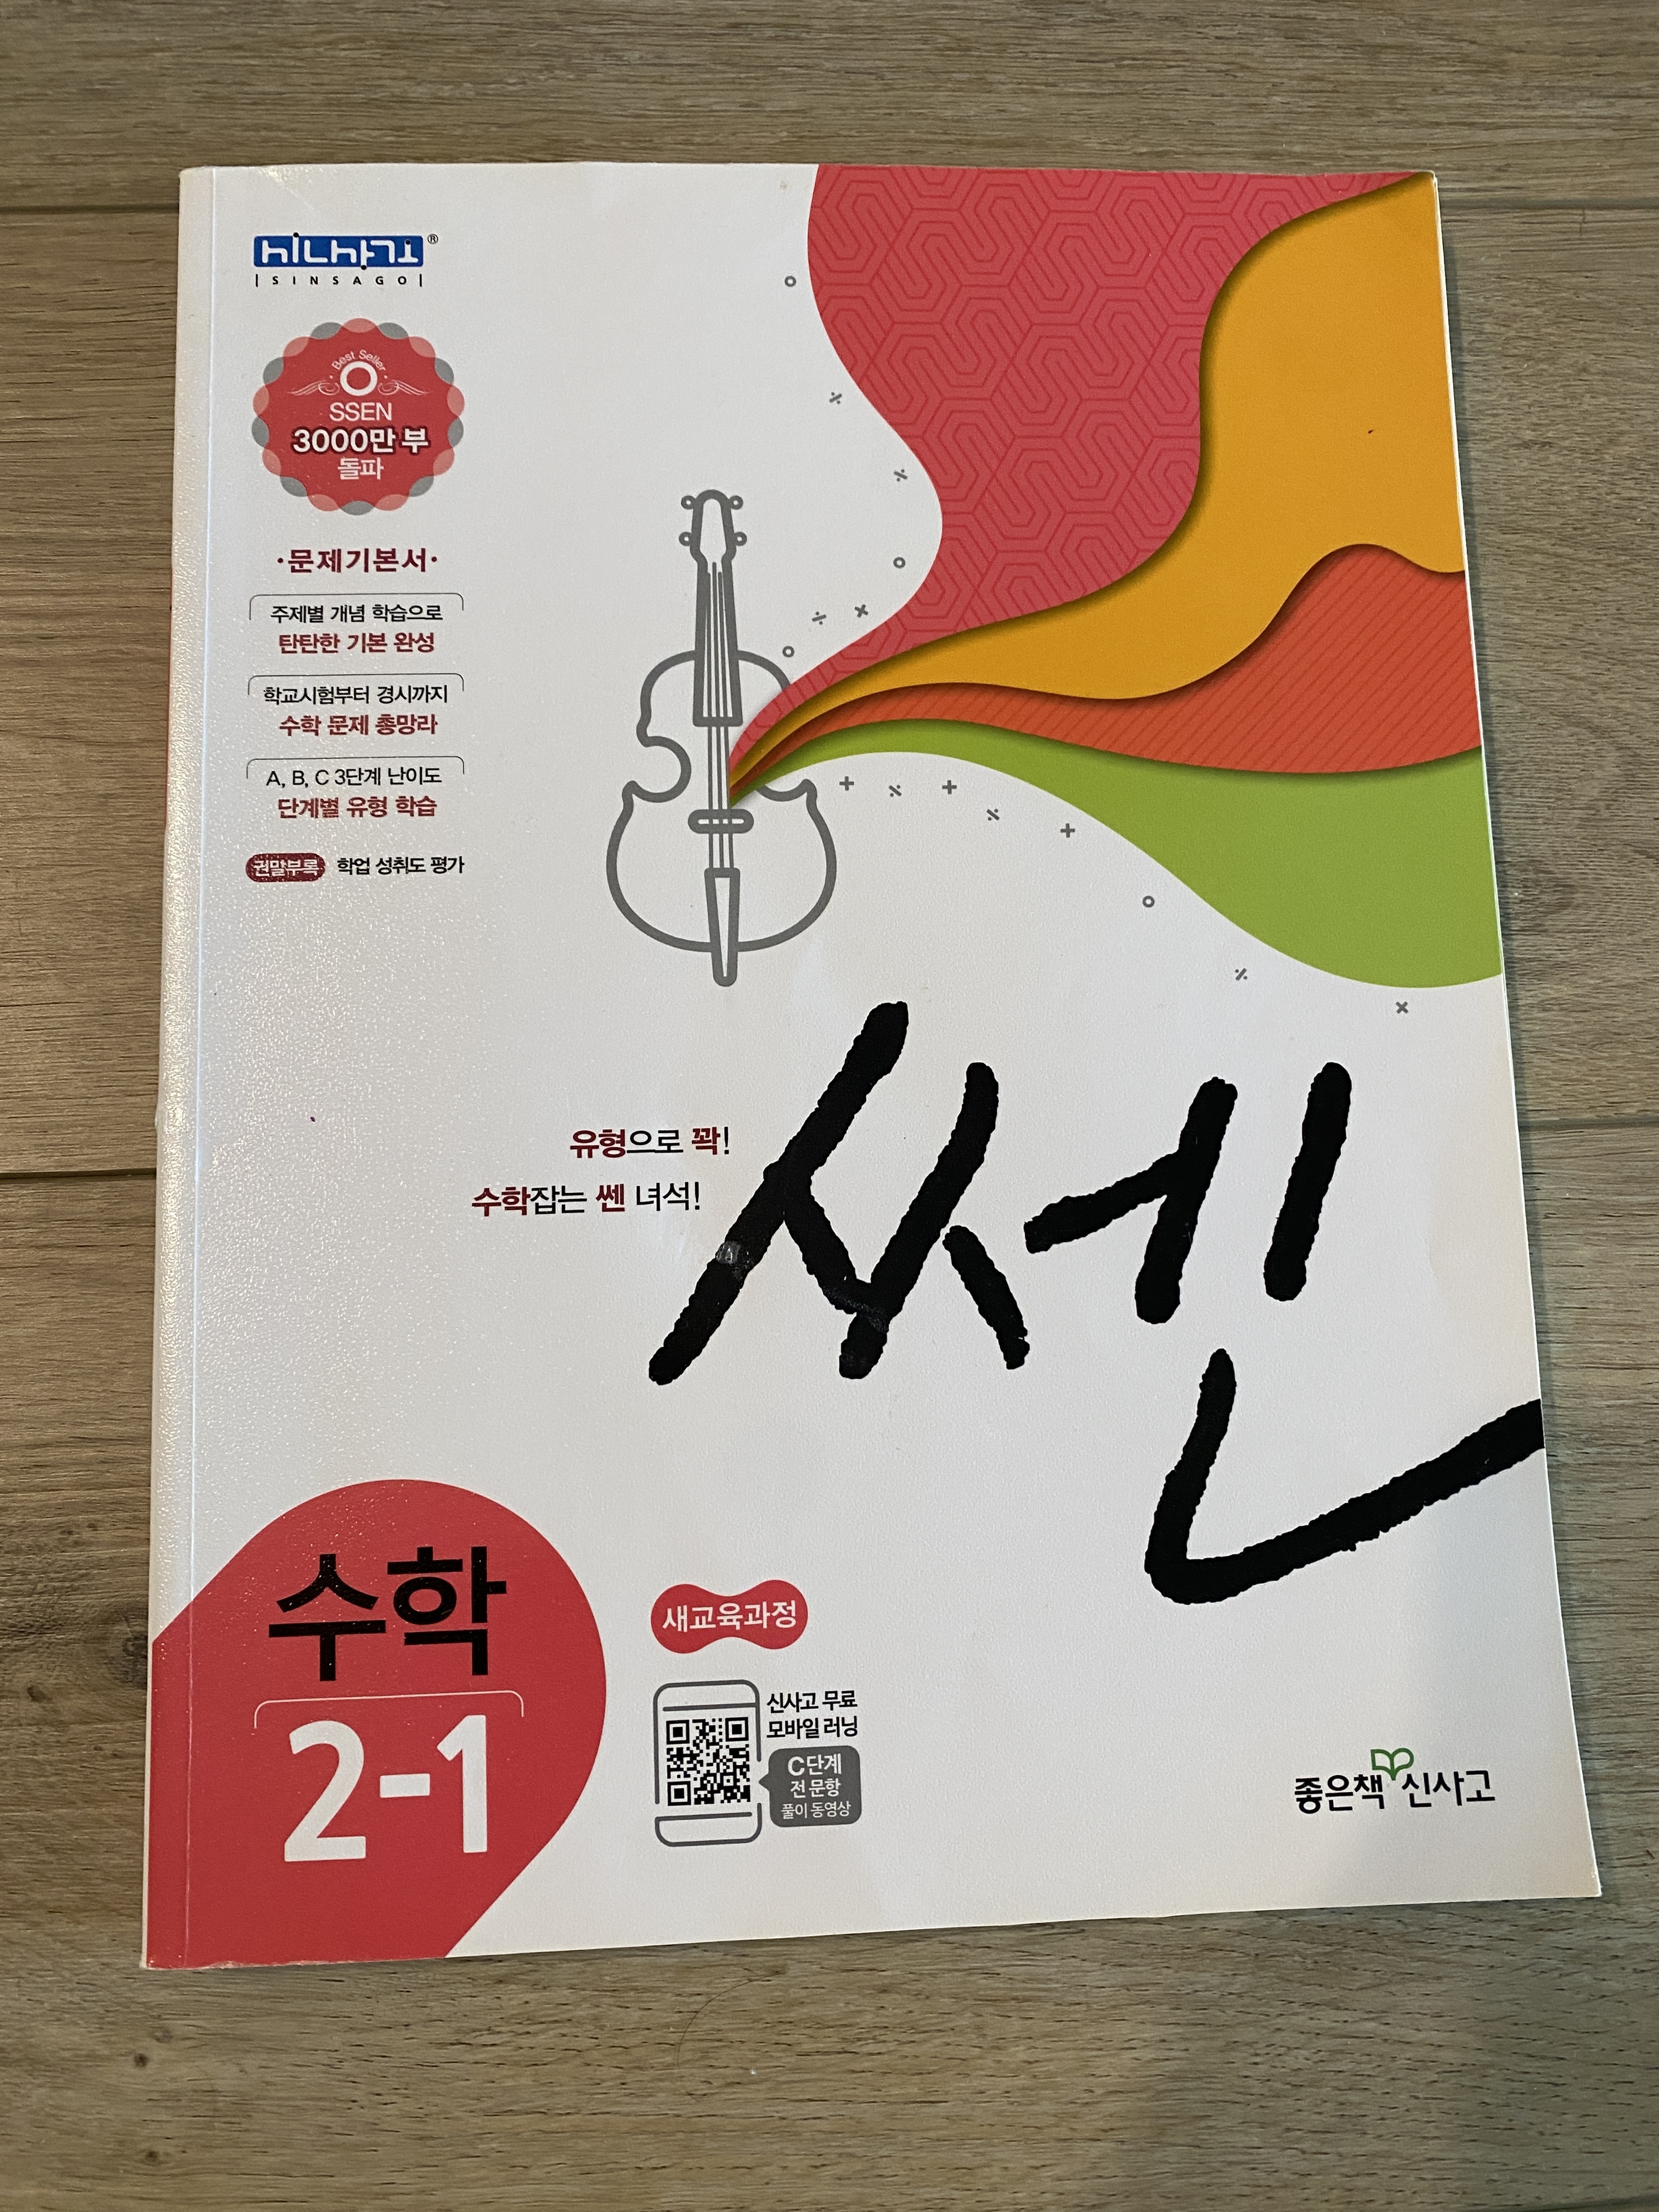 신사고®
SINSAGO
Best Seller
SSEN
3000만 부
돌파
·문제기본서·
주제별 개념 학습으로
탄탄한 기본 완성
학교시험부터 경시까지
수학 문제 총망라
A, B, C 3단계 난이도
단계별 유형 학습
권말부록 학업 성취도 평가
유형으로 꽉!
수학잡는 쎈 녀석!
쎈
수학
2-1
새교육과정
신사고 무료
모바일 러닝
C단계
전 문항
풀이 동영상
좋은책 신사고